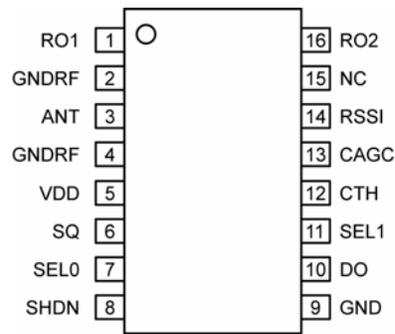 RO1 1 16 RO2
GNDRF 2 15 NC
ANT 3 14 RSSI
GNDRF 4 13 CAGC
VDD 5 12 CTH
SQ 6 11 SEL1
SEL0 7 10 DO
SHDN 8 9 GND